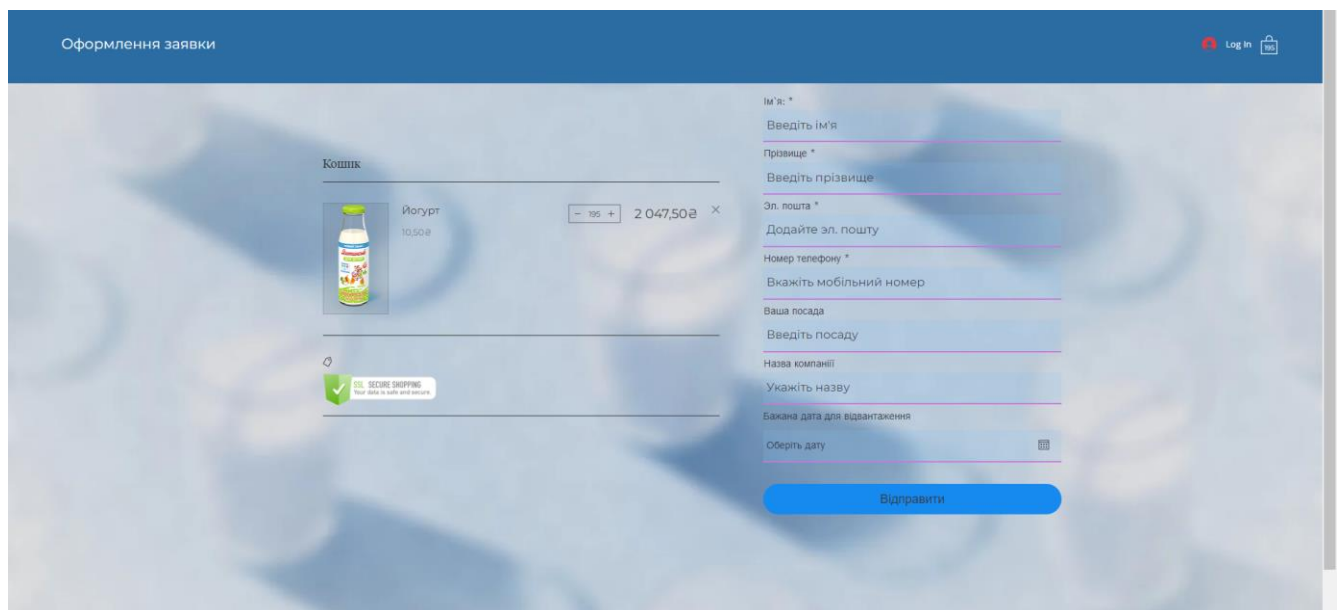 Оформлення заявки
Log In
195
Кошик
Йогурт
10,50₴
− 195 +
2 047,50₴ ×
SSL SECURE SHOPPING
Your data is safe and secure.
Ім'я: *
Введіть ім'я
Прізвище *
Введіть прізвище
Эл. пошта *
Додайте эл. пошту
Номер телефону *
Вкажіть мобільний номер
Ваша посада
Введіть посаду
Назва компанії
Укажіть назву
Бажана дата для відвантаження
Оберіть дату
Відправити